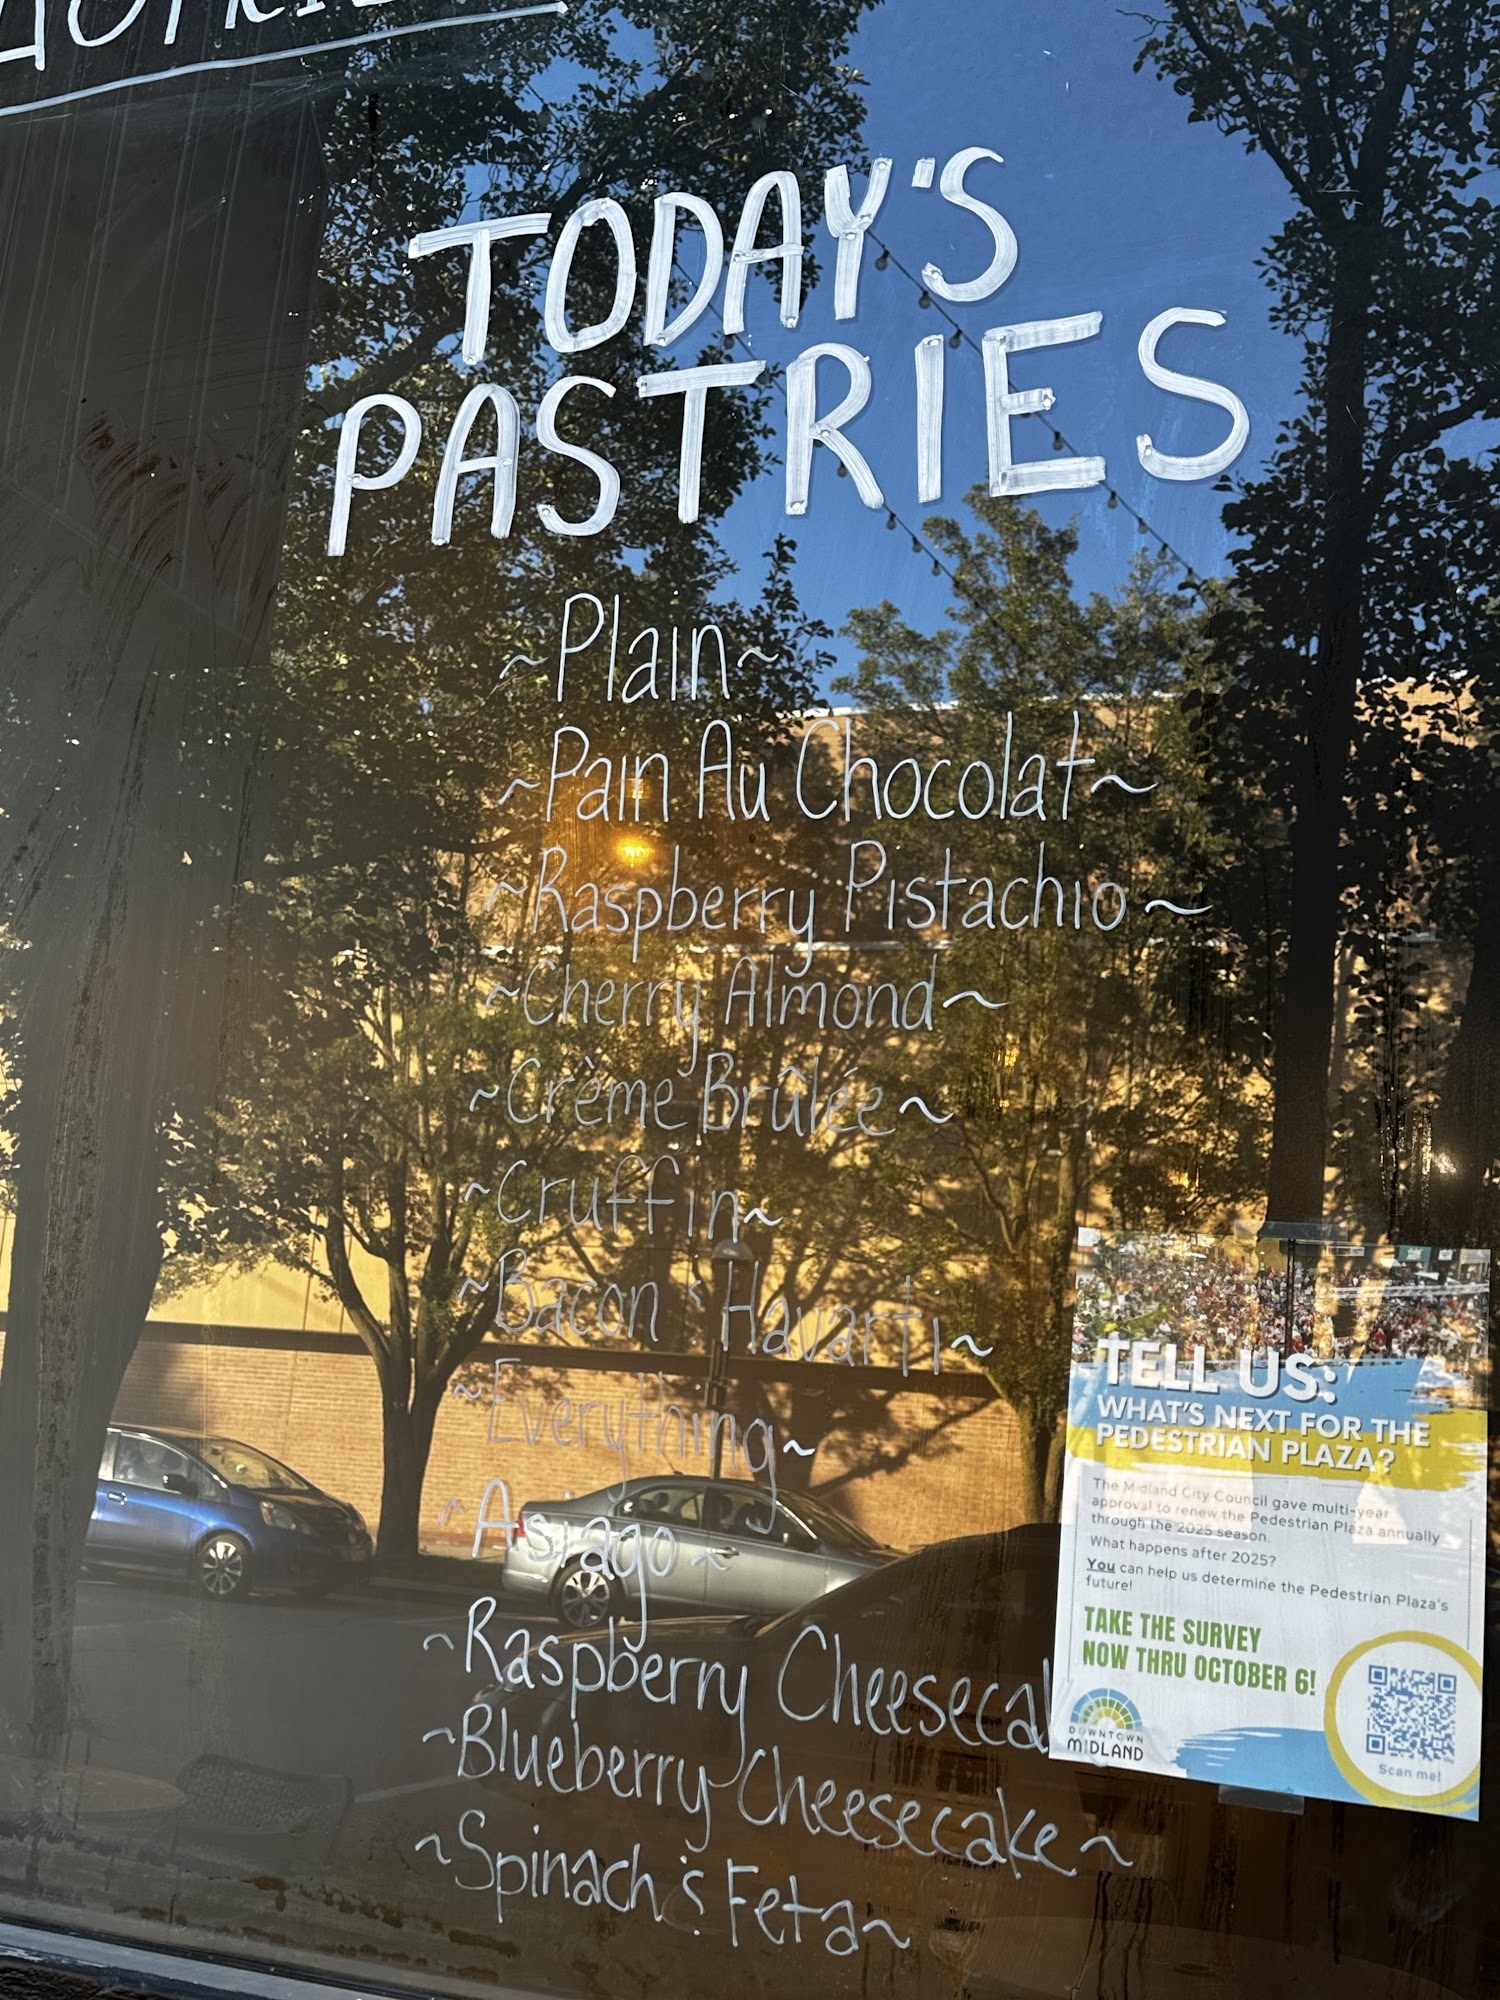 TODAY'S
PASTRIES
~Plain~
~Pain Au Chocolat~
~Raspberry Pistachio~
~Cherry Almond~
~Crème Brûlée~
~Cruffin~
~Bacon & Havarti~
~Everything~
~Asiago~
~Raspberry Cheesecak
~Blueberry Cheesecake~
~Spinach & Feta~
TELL US:
WHAT'S NEXT FOR THE
PEDESTRIAN PLAZA?
The Midland City Council gave multi-year
approval to renew the Pedestrian Plaza annually
through the 2025 season.
What happens after 2025?
You can help us determine the Pedestrian Plaza's
future!
TAKE THE SURVEY
NOW THRU OCTOBER 6!
DOWNTOWN
MIDLAND
Scan me!